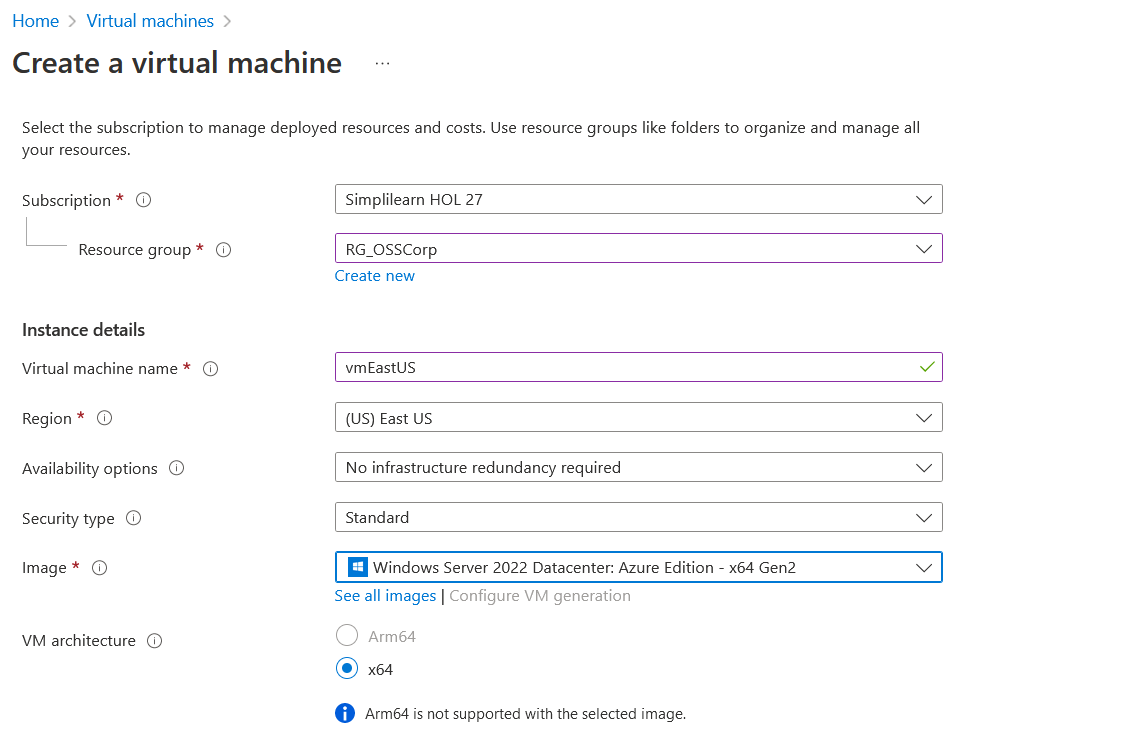 Home > Virtual machines >
Create a virtual machine ...
Select the subscription to manage deployed resources and costs. Use resource groups like folders to organize and manage all
your resources.
Subscription * Simplilearn HOL 27
Resource group * RG_OSSCorp
Create new
Instance details
Virtual machine name * vmEastUS
Region * (US) East US
Availability options No infrastructure redundancy required
Security type Standard
Image * Windows Server 2022 Datacenter: Azure Edition - x64 Gen2
See all images | Configure VM generation
VM architecture Arm64
x64
Arm64 is not supported with the selected image.